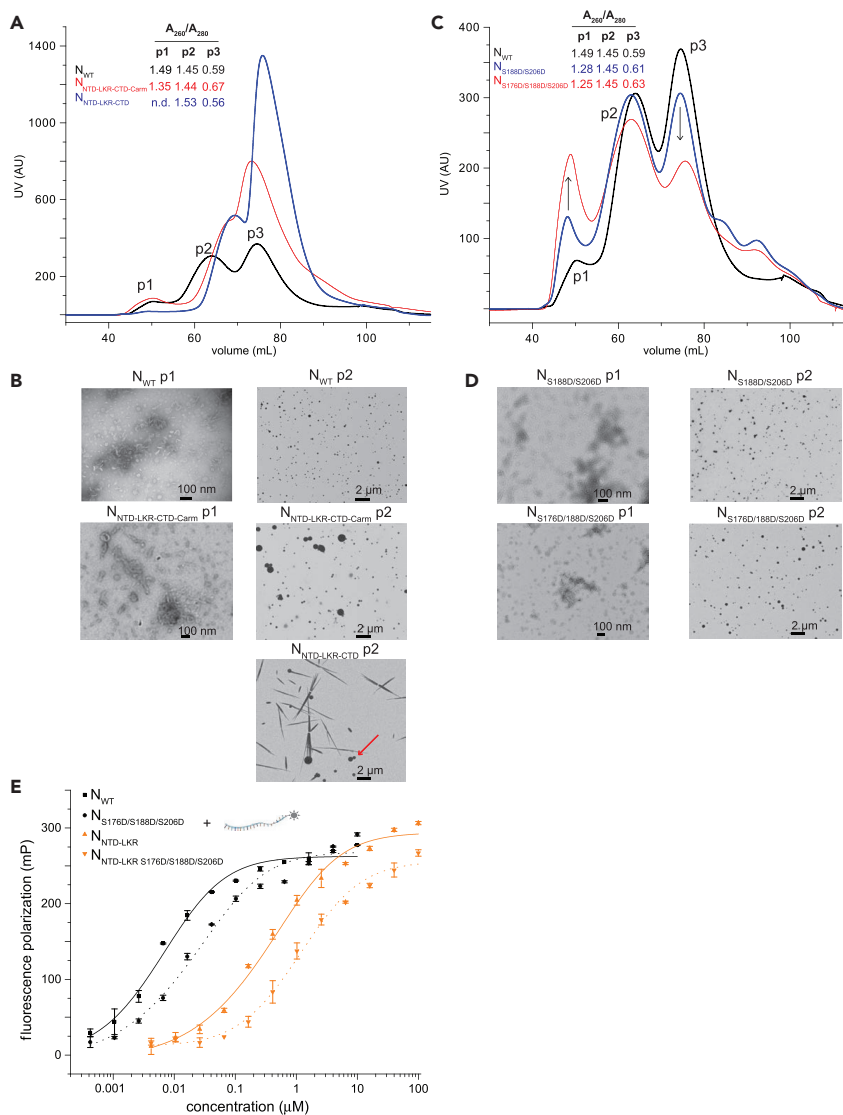 A
A260/A280
p1 p2 p3
NWT 1.49 1.45 0.59
NNTD-LKR-CTD-Carm 1.35 1.44 0.67
NNTD-LKR-CTD n.d. 1.53 0.56
1400
1000
600
200
UV (AU)
p1
p2
p3
40 60 80 100
volume (mL)
C
A260/A280
p1 p2 p3
NWT 1.49 1.45 0.59
NS188D/S206D 1.28 1.45 0.61
NS176D/S188D/S206D 1.25 1.45 0.63
400
300
200
100
0
UV (AU)
p1
p2
p3
40 60 80 100
volume (mL)
B
NWT p1
100 nm
NWT p2
2 µm
NNTD-LKR-CTD-Carm p1
100 nm
NNTD-LKR-CTD-Carm p2
2 µm
NNTD-LKR-CTD p2
2 µm
D
NS188D/S206D p1
100 nm
NS188D/S206D p2
2 µm
NS176D/188D/S206D p1
100 nm
NS176D/188D/S206D p2
2 µm
E
NWT
NS176D/S188D/S206D
+
NNTD-LKR
NNTD-LKR S176D/S188D/S206D
300
200
100
0
fluorescence polarization (mP)
0.001 0.01 0.1 1 10 100
concentration (µM)